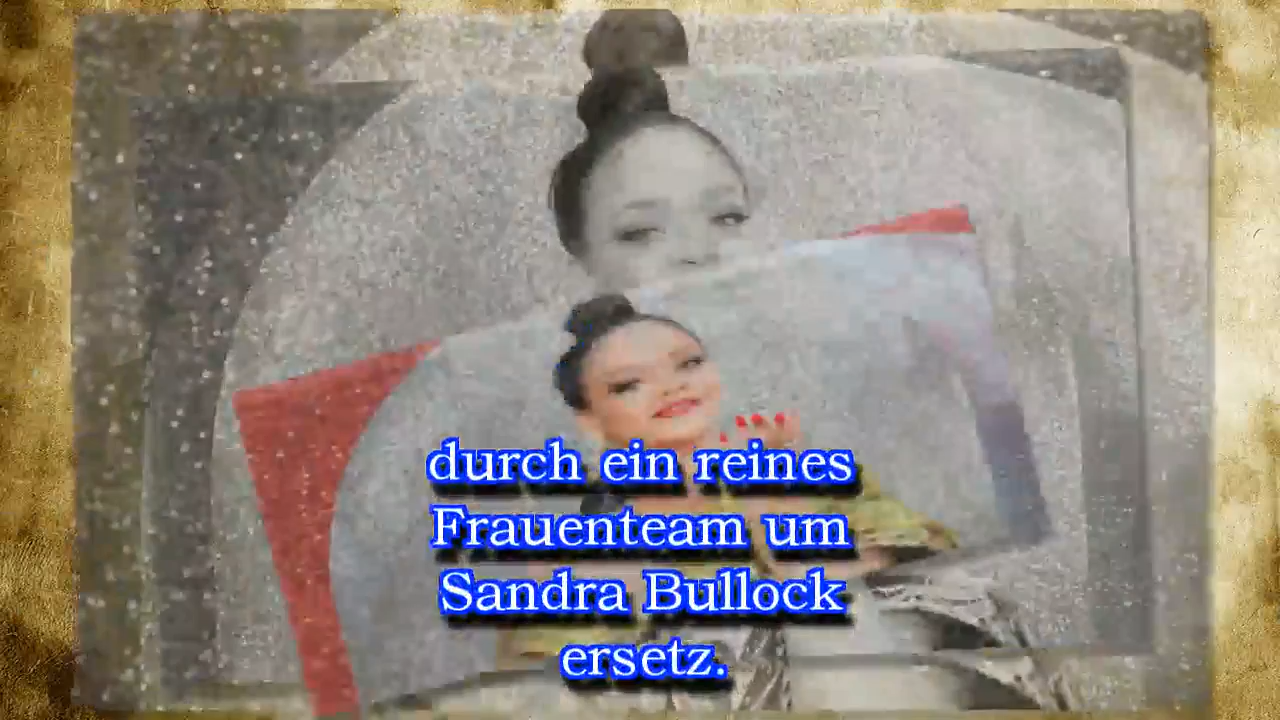 durch ein reines
Frauenteam um
Sandra Bullock
ersetz.